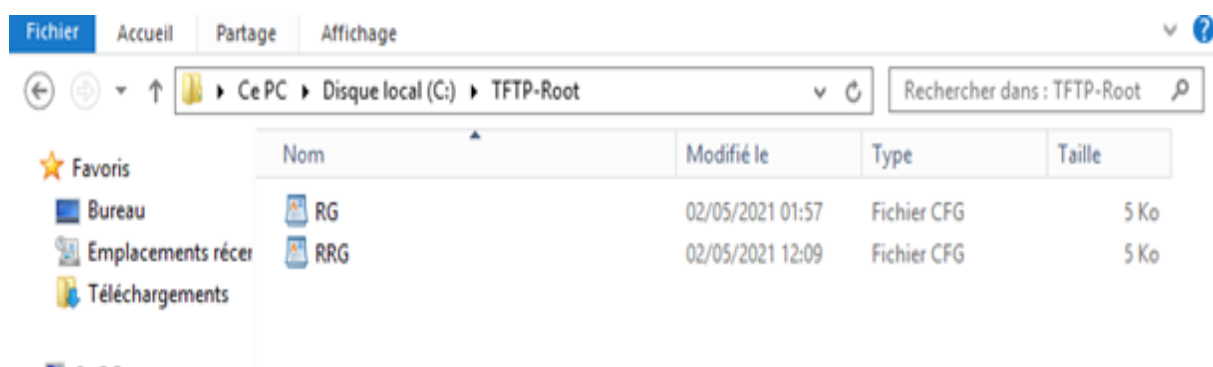 Fichier Accueil Partage Affichage
Ce PC Disque local (C:) TFTP-Root Rechercher dans : TFTP-Root
Nom Modifié le Type Taille
Favoris
Bureau RG 02/05/2021 01:57 Fichier CFG 5 Ko
Emplacements récer RRG 02/05/2021 12:09 Fichier CFG 5 Ko
Téléchargements